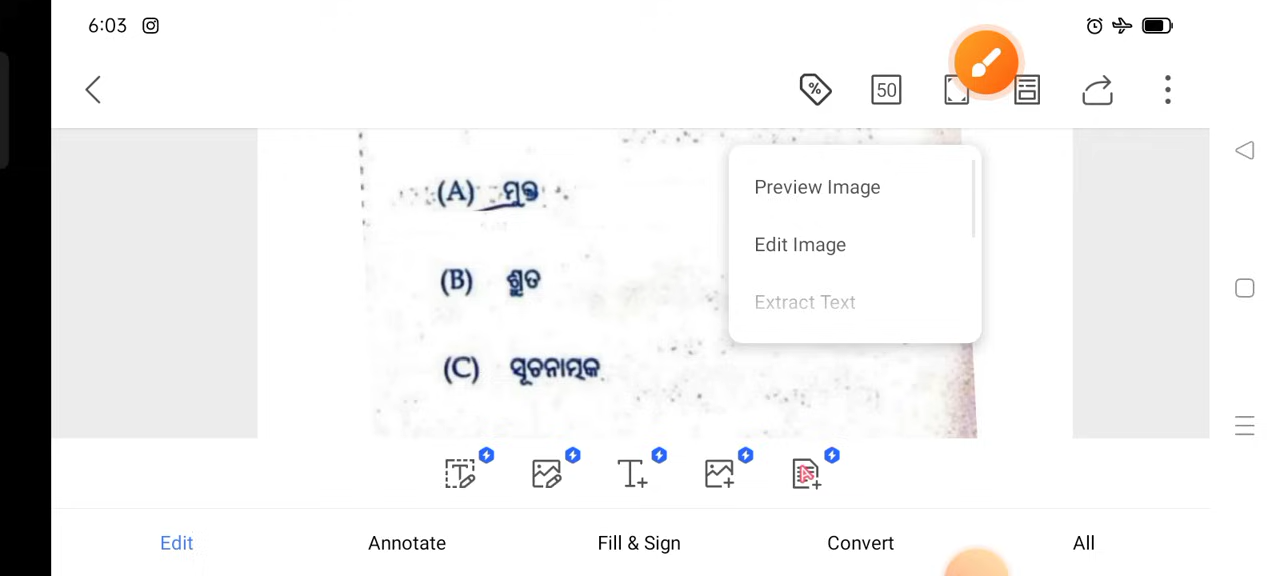 6:03
50
Preview Image
(A) ମୁକ୍ତ
Edit Image
(B) ଶ୍ରୁତ
Extract Text
(C) ସୂଚନାତ୍ମକ
Edit Annotate Fill & Sign Convert All